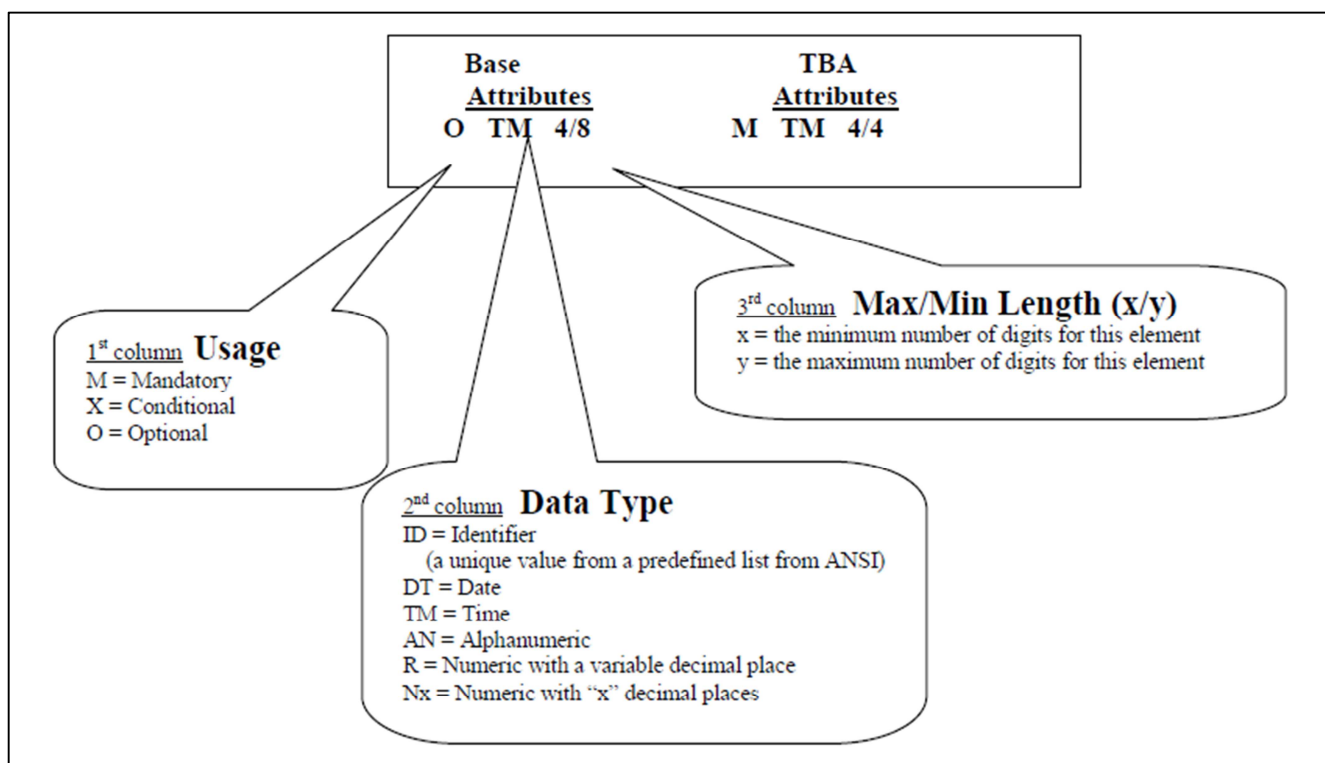 Base TBA
Attributes Attributes
O TM 4/8 M TM 4/4
1st column Usage
M = Mandatory
X = Conditional
O = Optional
3rd column Max/Min Length (x/y)
x = the minimum number of digits for this element
y = the maximum number of digits for this element
2nd column Data Type
ID = Identifier
(a unique value from a predefined list from ANSI)
DT = Date
TM = Time
AN = Alphanumeric
R = Numeric with a variable decimal place
Nx = Numeric with “x” decimal places